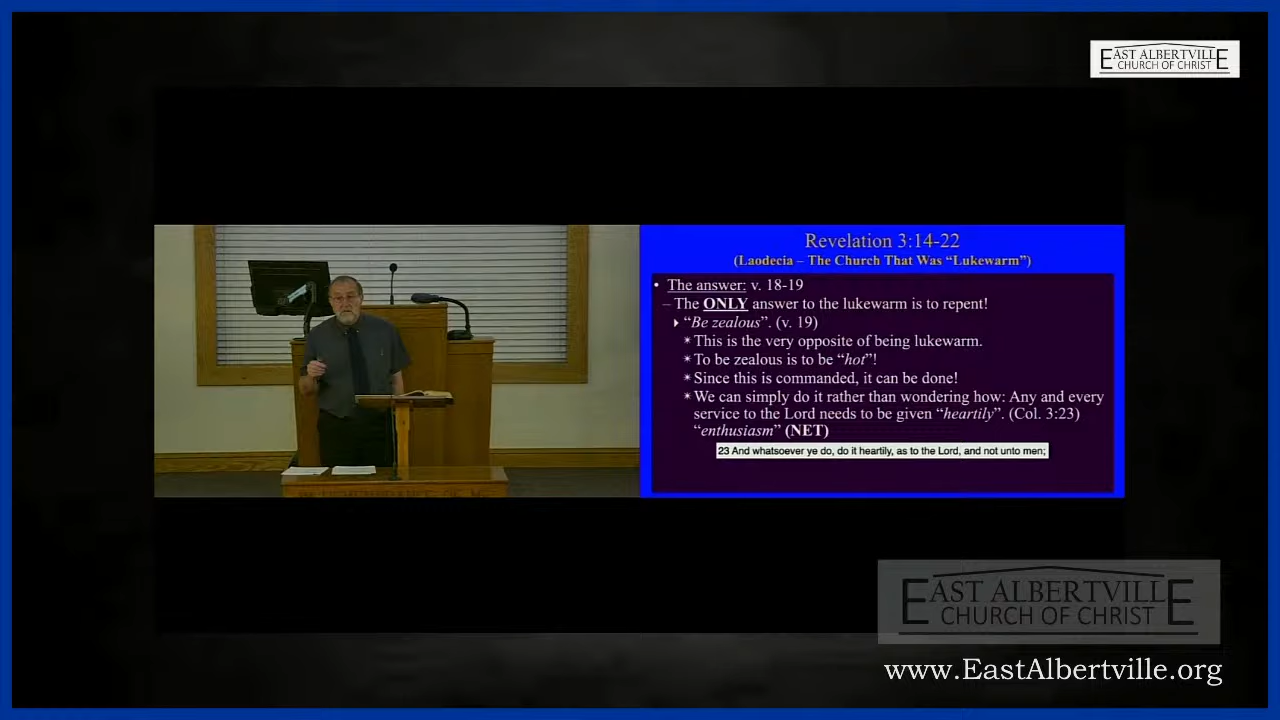 EAST ALBERTVILLE
CHURCH OF CHRIST
Revelation 3:14-22
(Laodecia – The Church That Was “Lukewarm”)
• The answer: v. 18-19
– The ONLY answer to the lukewarm is to repent!
“Be zealous”. (v. 19)
* This is the very opposite of being lukewarm.
* To be zealous is to be “hot”!
* Since this is commanded, it can be done!
* We can simply do it rather than wondering how: Any and every
service to the Lord needs to be given “heartily”. (Col. 3:23)
“enthusiasm” (NET)
23 And whatsoever ye do, do it heartily, as to the Lord, and not unto men;
EAST ALBERTVILLE
CHURCH OF CHRIST
www.EastAlbertville.org